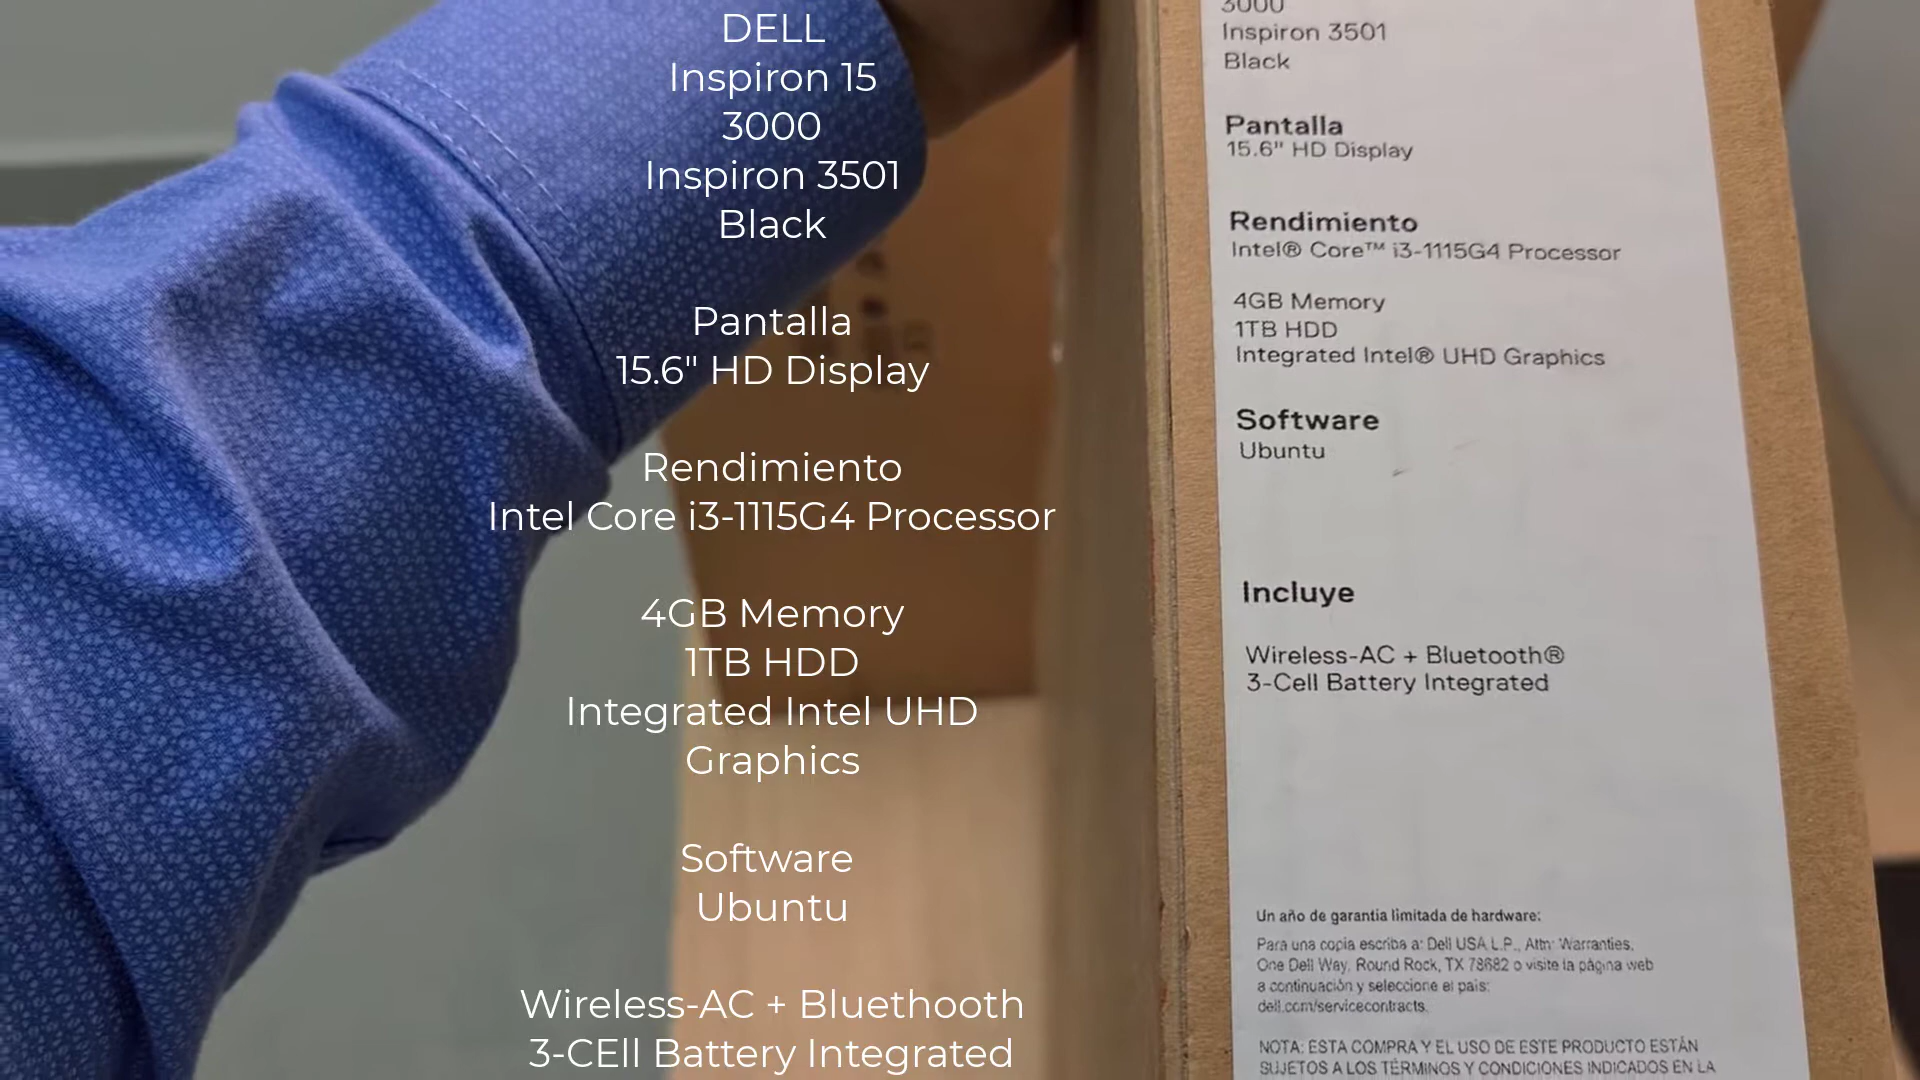 DELL
Inspiron 15
3000
Inspiron 3501
Black
Pantalla
15.6" HD Display
Rendimiento
Intel Core i3-1115G4 Processor
4GB Memory
1TB HDD
Integrated Intel UHD
Graphics
Software
Ubuntu
Wireless-AC + Bluethooth
3-CEll Battery Integrated
3000
Inspiron 3501
Black
Pantalla
15.6" HD Display
Rendimiento
Intel® Core™ i3-1115G4 Processor
4GB Memory
1TB HDD
Integrated Intel® UHD Graphics
Software
Ubuntu
Incluye
Wireless-AC + Bluetooth®
3-Cell Battery Integrated
Un año de garantia limitada de hardware:
Para una copia escriba a: Dell USA L.P., Attn: Warranties,
One Dell Way, Round Rock, TX 78682 o visite la página web
a continuación y seleccione el pais:
dell.com/servicecontracts.
NOTA: ESTA COMPRA Y EL USO DE ESTE PRODUCTO ESTÁN
SUJETOS A LOS TÉRMINOS Y CONDICIONES INDICADOS EN LA